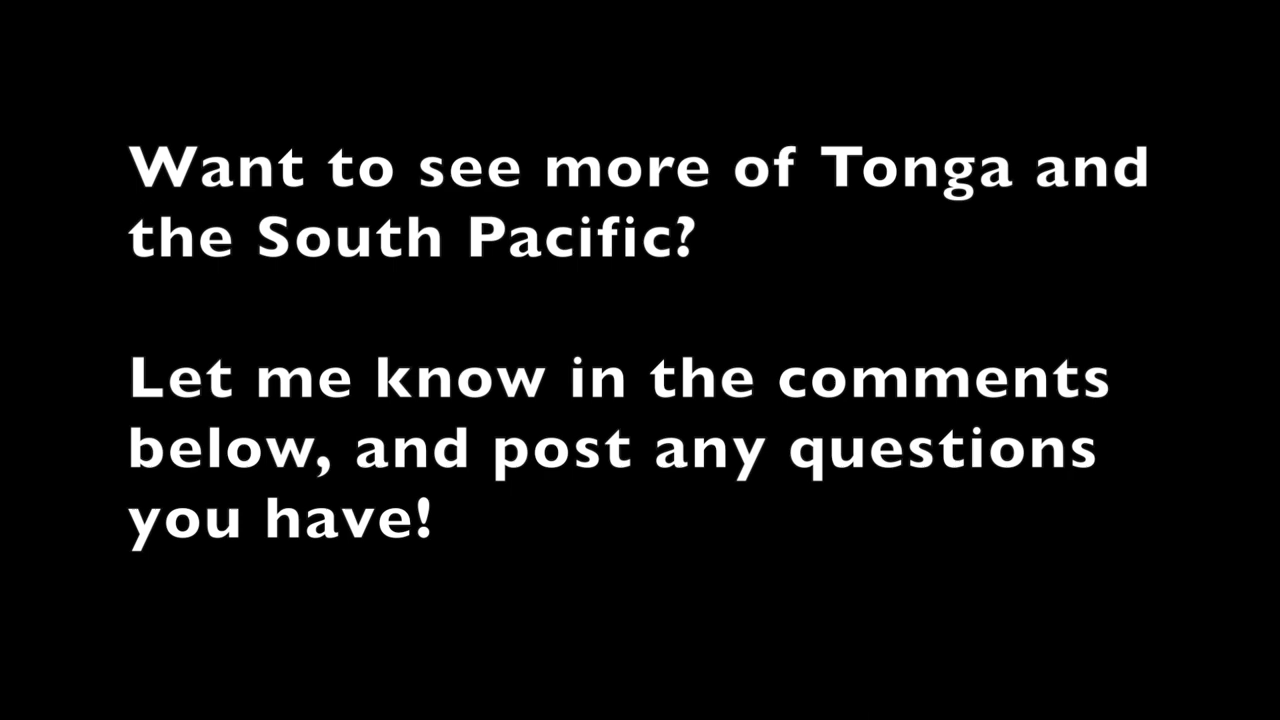 Want to see more of Tonga and
the South Pacific?
Let me know in the comments
below, and post any questions
you have!